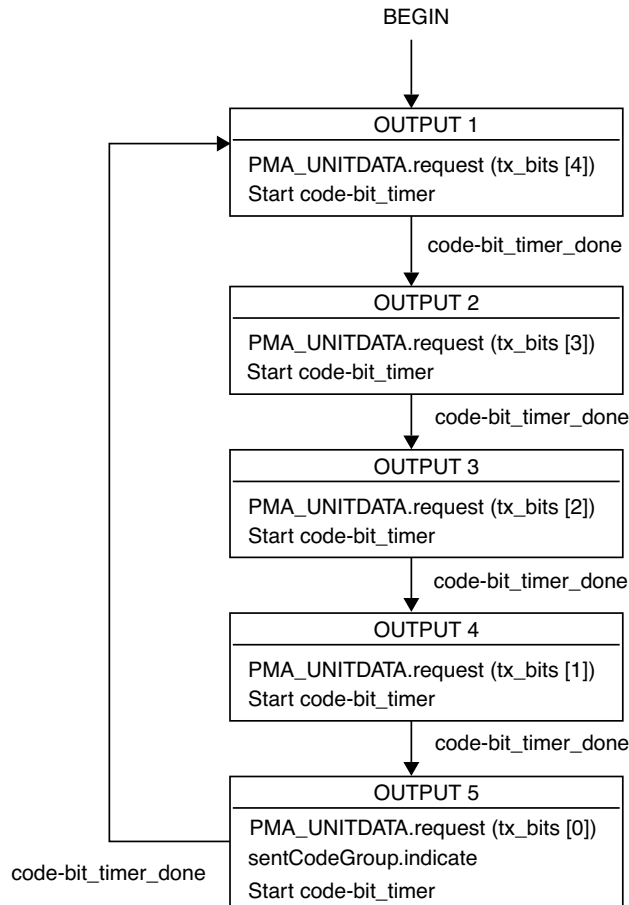 BEGIN
OUTPUT 1
PMA_UNITDATA.request (tx_bits [4])
Start code-bit_timer
code-bit_timer_done
OUTPUT 2
PMA_UNITDATA.request (tx_bits [3])
Start code-bit_timer
code-bit_timer_done
OUTPUT 3
PMA_UNITDATA.request (tx_bits [2])
Start code-bit_timer
code-bit_timer_done
OUTPUT 4
PMA_UNITDATA.request (tx_bits [1])
Start code-bit_timer
code-bit_timer_done
OUTPUT 5
PMA_UNITDATA.request (tx_bits [0])
sentCodeGroup.indicate
Start code-bit_timer
code-bit_timer_done